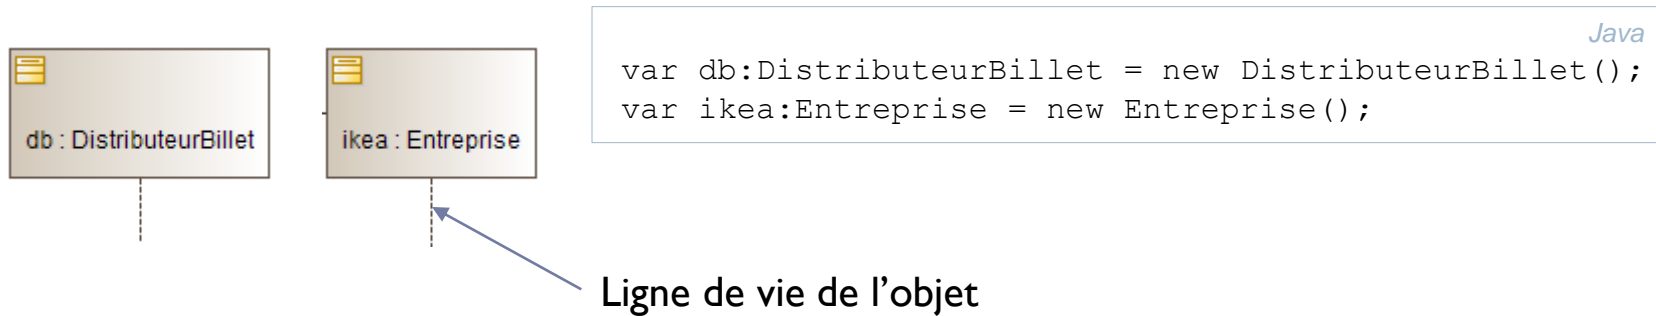 db : DistributeurBillet
ikea : Entreprise
Java
var db:DistributeurBillet = new DistributeurBillet();
var ikea:Entreprise = new Entreprise();
Ligne de vie de l’objet